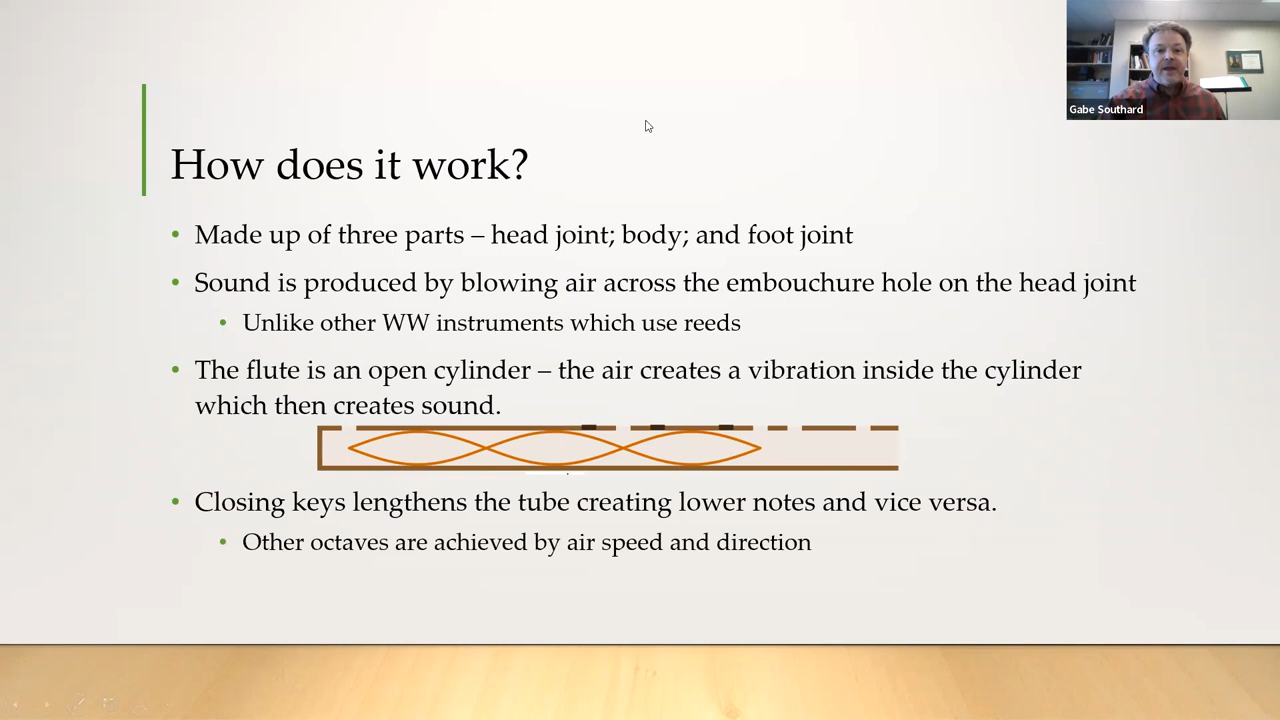 Gabe Southard
How does it work?
• Made up of three parts – head joint; body; and foot joint
• Sound is produced by blowing air across the embouchure hole on the head joint
• Unlike other WW instruments which use reeds
• The flute is an open cylinder – the air creates a vibration inside the cylinder
which then creates sound.
• Closing keys lengthens the tube creating lower notes and vice versa.
• Other octaves are achieved by air speed and direction